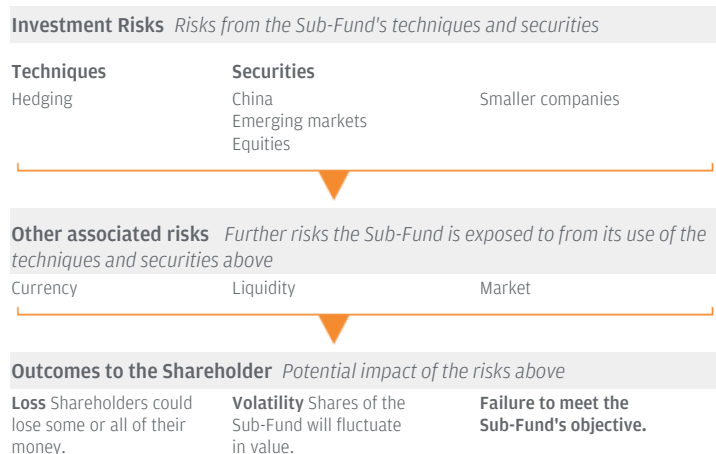 Investment Risks Risks from the Sub-Fund's techniques and securities
Techniques Securities
Hedging China Smaller companies
Emerging markets
Equities
Other associated risks Further risks the Sub-Fund is exposed to from its use of the
techniques and securities above
Currency Liquidity Market
Outcomes to the Shareholder Potential impact of the risks above
Loss Shareholders could
lose some or all of their
money.
Volatility Shares of the
Sub-Fund will fluctuate
in value.
Failure to meet the
Sub-Fund's objective.